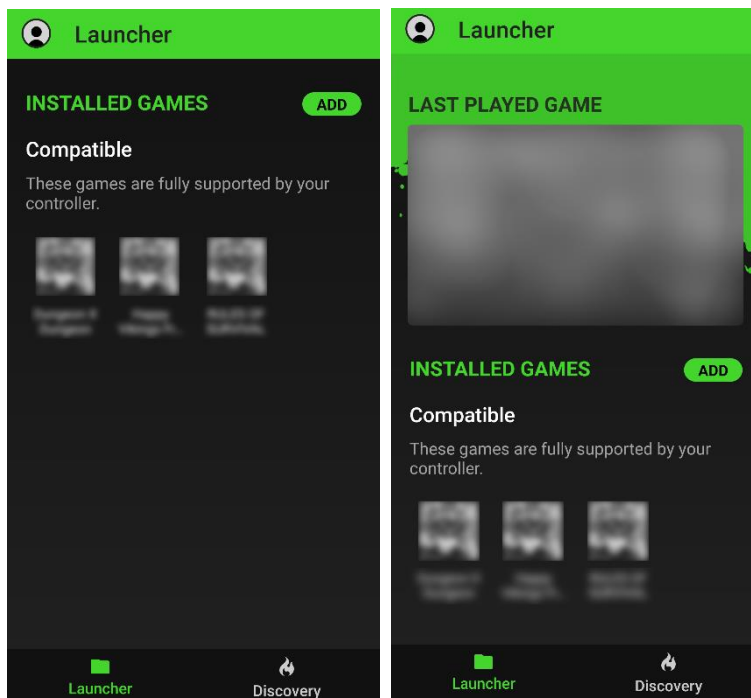 Launcher
INSTALLED GAMES
ADD
Compatible
These games are fully supported by your
controller.
Launcher
Discovery
Launcher
LAST PLAYED GAME
INSTALLED GAMES
ADD
Compatible
These games are fully supported by your
controller.
Launcher
Discovery